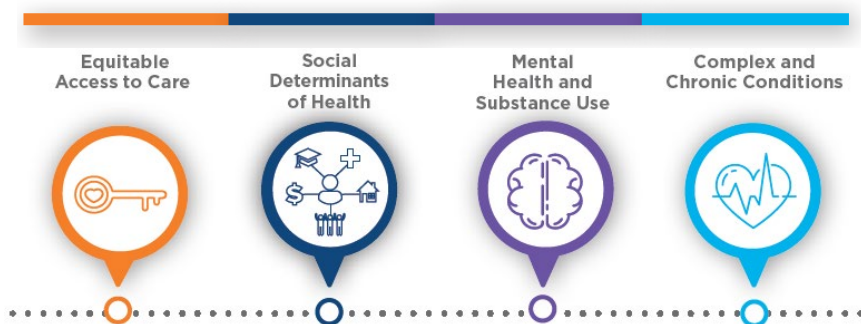 Equitable
Access to Care
Social
Determinants
of Health
Mental
Health and
Substance Use
Complex and
Chronic Conditions
$